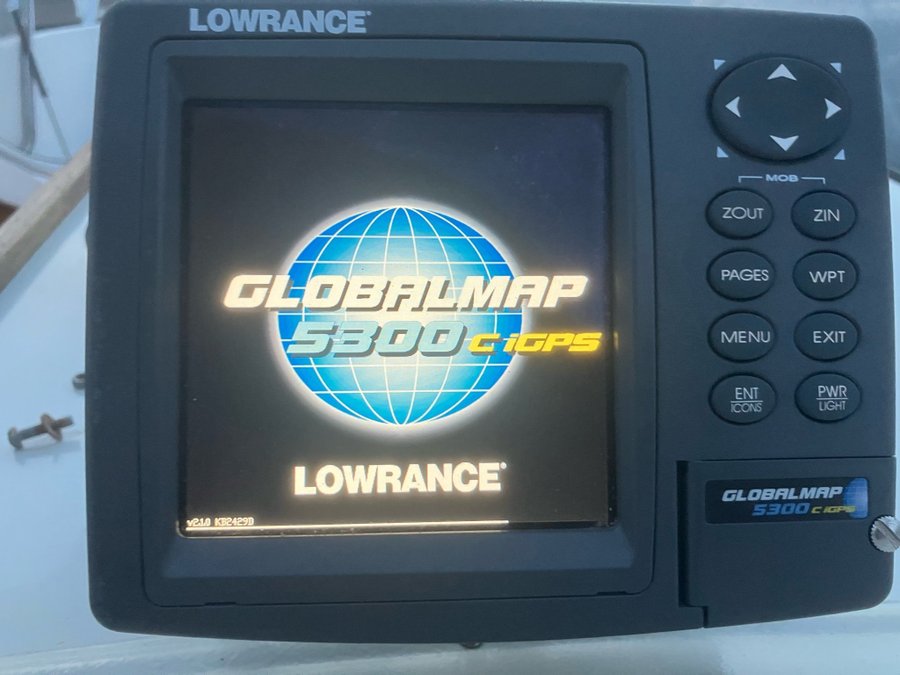 LOWRANCE®
MOB
ZOUT ZIN
PAGES WPT
MENU EXIT
ENT
ICONS
PWR
LIGHT
GLOBALMAP
5300 C iGPS
LOWRANCE®
v2.1.0 KB2429D
GLOBALMAP
5300 C iGPS